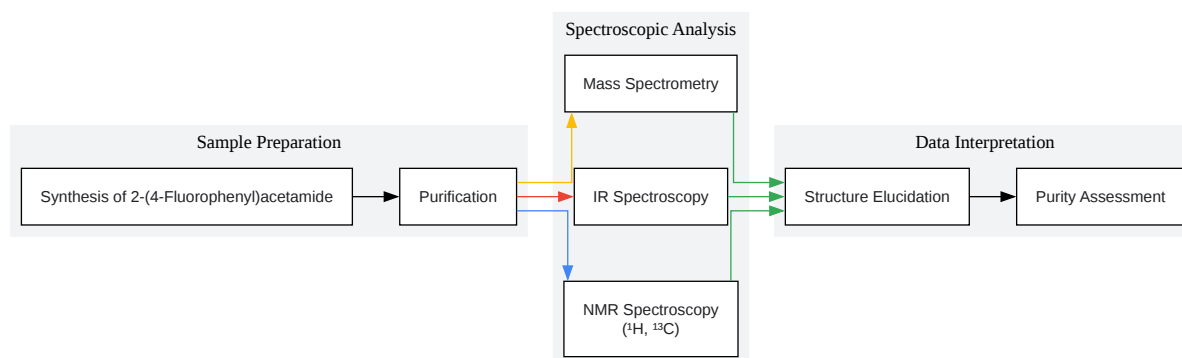 Spectroscopic Analysis
Mass Spectrometry
Sample Preparation
Data Interpretation
Synthesis of 2-(4-Fluorophenyl)acetamide
Purification
IR Spectroscopy
Structure Elucidation
Purity Assessment
NMR Spectroscopy
(¹H, ¹³C)